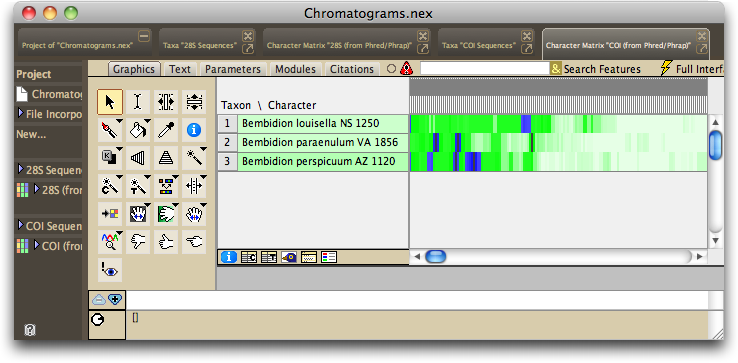 Chromatograms.nex
Project of "Chromatograms.nex"
Taxa "28S Sequences"
Character Matrix "28S (from Phred/Phrap)"
Taxa "COI Sequences"
Character Matrix "COI (from Phred/Phrap)"
Project
Chromatog
File Incorpo
New...
28S Sequen
28S (from
COI Sequen
COI (from
Graphics
Text
Parameters
Modules
Citations
& Search Features
Full Interfa
Taxon \ Character
1 Bembidion louisella NS 1250
2 Bembidion paraenulum VA 1856
3 Bembidion perspicuum AZ 1120
[]